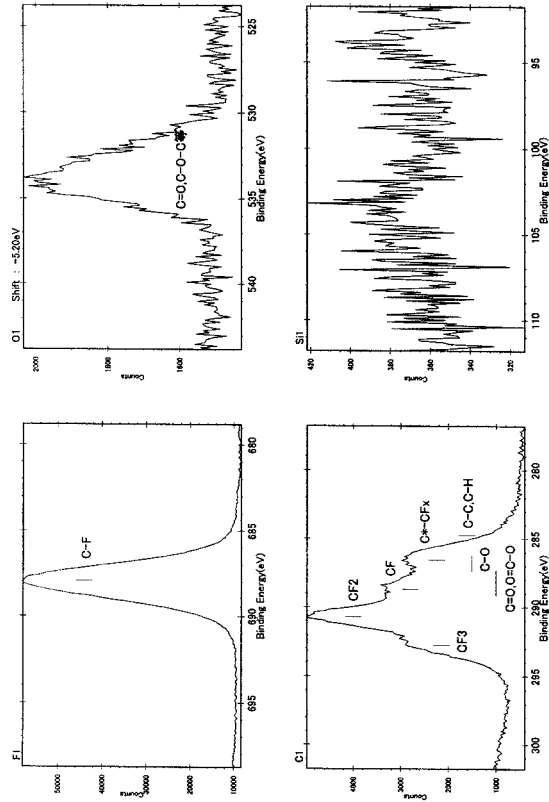 F1
C-F
50000
40000
30000
20000
10000
Counts
695
690
685
680
Binding Energy(eV)
O1 Shift : -5.20eV
2000
1800
1600
Counts
C=O,C-O-C*
540
535
530
525
Binding Energy(eV)
C1
4000
3000
2000
1000
Counts
CF2
CF
C*-CFx
CF3
C-C,C-H
C-O
C=O,O=C-O
300
295
290
285
280
Binding Energy(eV)
Si1
420
400
380
360
340
320
Counts
110
105
100
95
Binding Energy(eV)